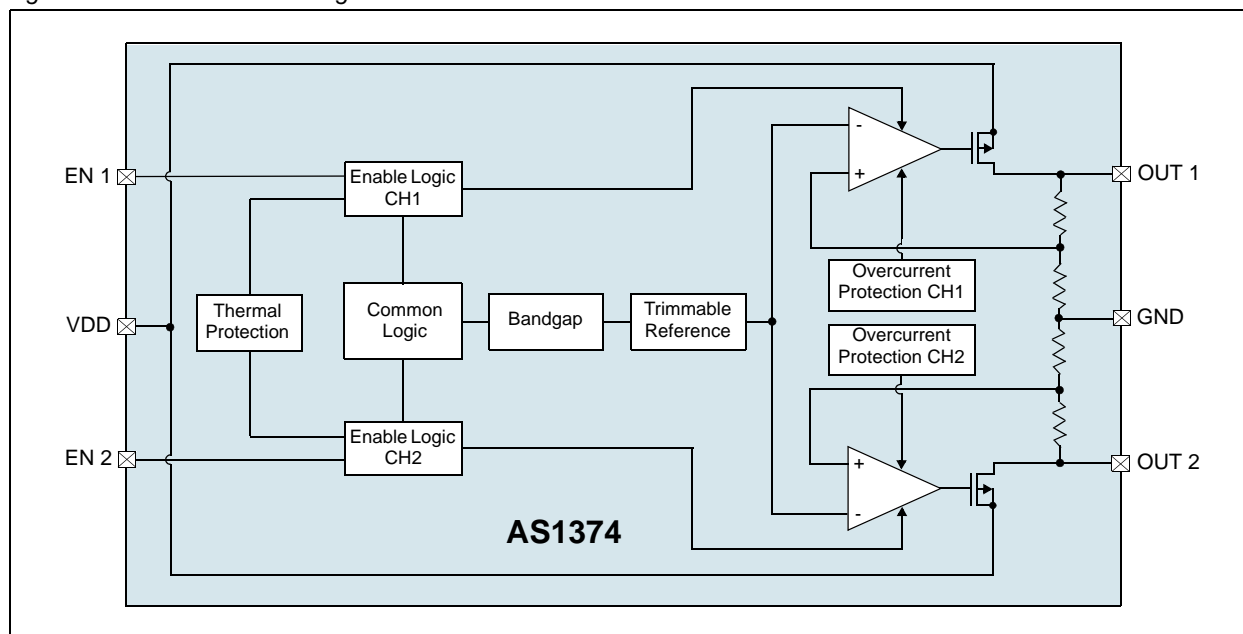 EN 1
VDD
EN 2
Enable Logic
CH1
Thermal
Protection
Common
Logic
Bandgap
Trimmable
Reference
Enable Logic
CH2
-
+
Overcurrent
Protection CH1
Overcurrent
Protection CH2
+
-
OUT 1
GND
OUT 2
AS1374